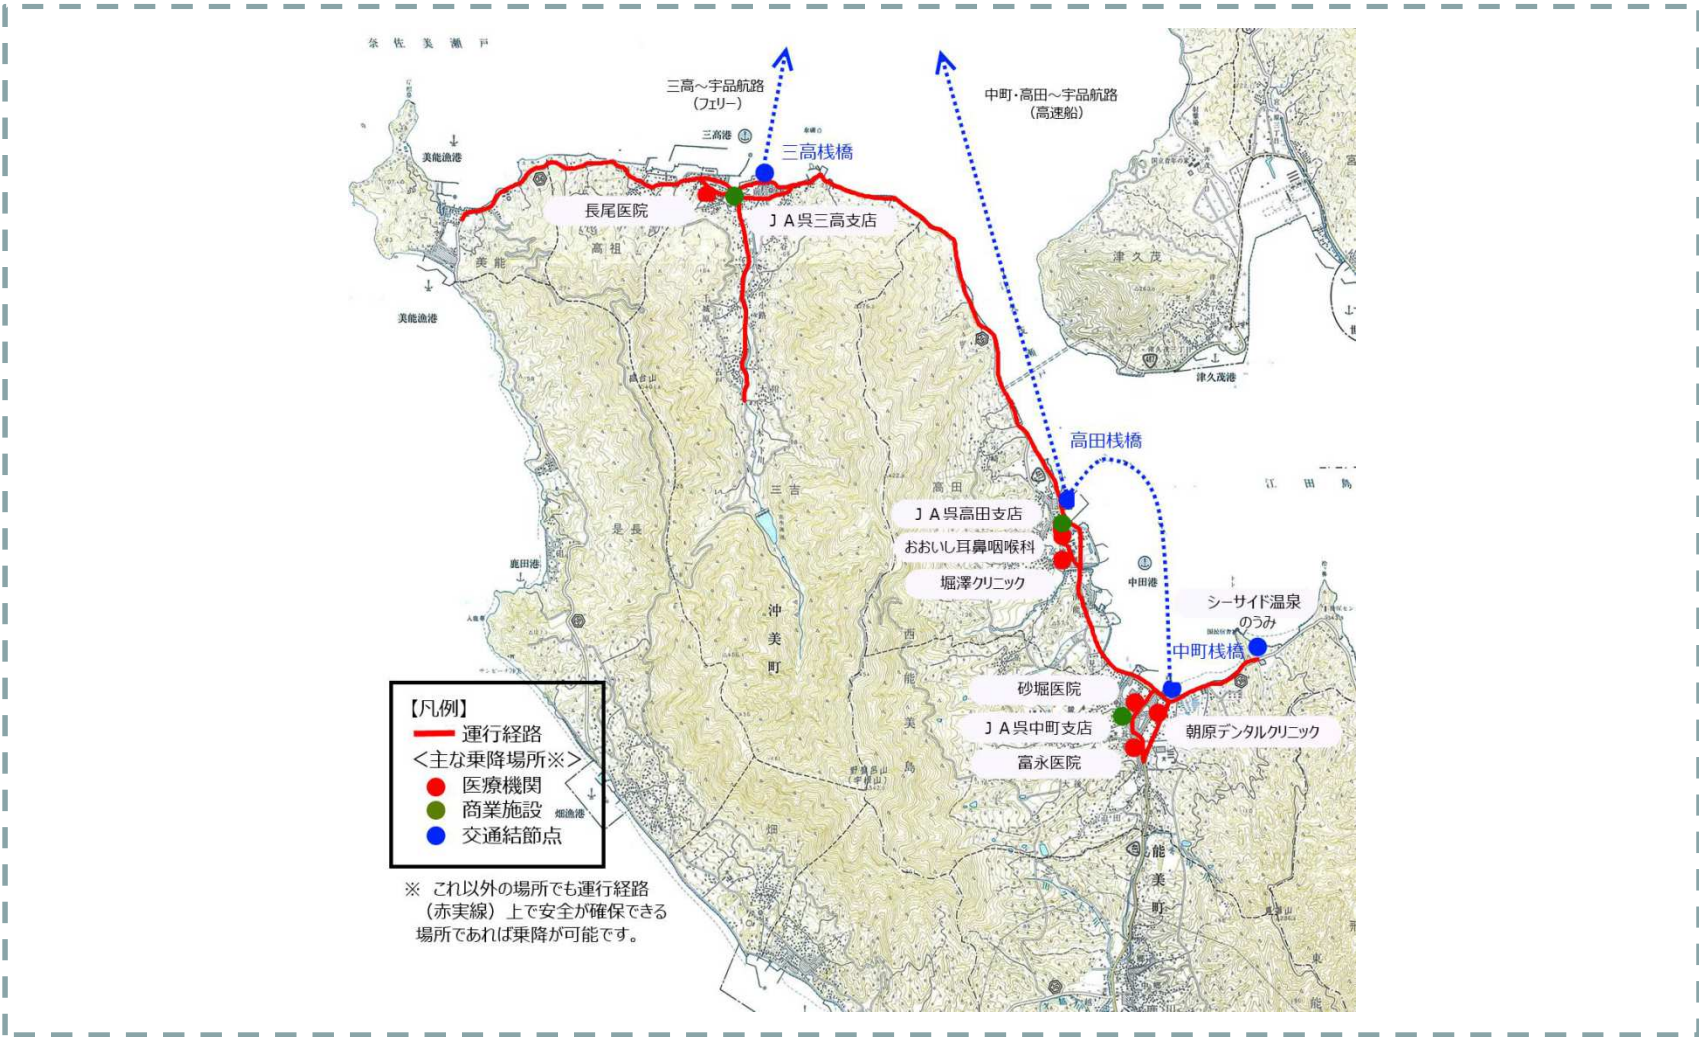 奈佐美瀬戸
三高～宇品航路
（フェリー）
中町・高田～宇品航路
（高速船）
三高港
三高桟橋
美能漁港
長尾医院
ＪＡ呉三高支店
高祖
美能
津久茂
美能漁港
津久茂港
高田桟橋
江田島
高田
三吉
ＪＡ呉高田支店
おおいし耳鼻咽喉科
堀澤クリニック
是長
鹿田港
中田港
シーサイド温泉
のうみ
沖美町
西能美島
中町桟橋
砂堀医院
ＪＡ呉中町支店
朝原デンタルクリニック
富永医院
【凡例】
運行経路
＜主な乗降場所※＞
医療機関
商業施設
交通結節点
畑漁港
畑
能美町
東能
※ これ以外の場所でも運行経路
（赤実線）上で安全が確保できる
場所であれば乗降が可能です。